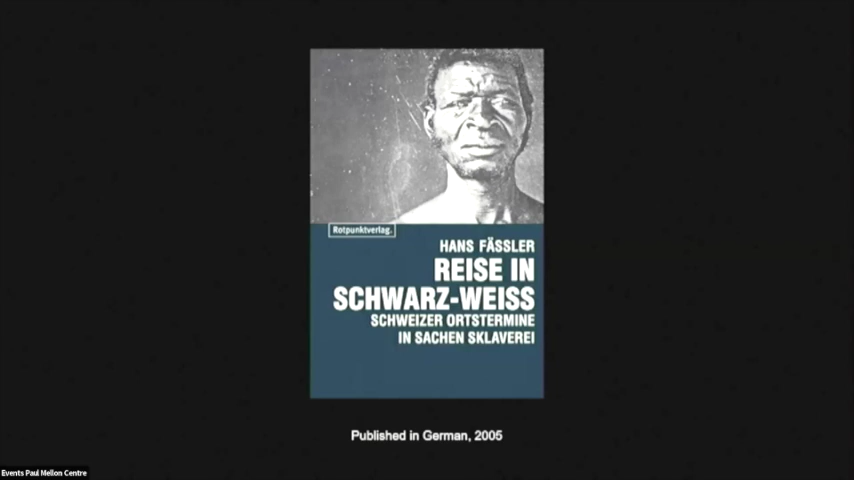 Rotpunktverlag.
HANS FÄSSLER
REISE IN
SCHWARZ-WEISS
SCHWEIZER ORTSTERMINE
IN SACHEN SKLAVEREI
Published in German, 2005
Events Paul Mellon Centre